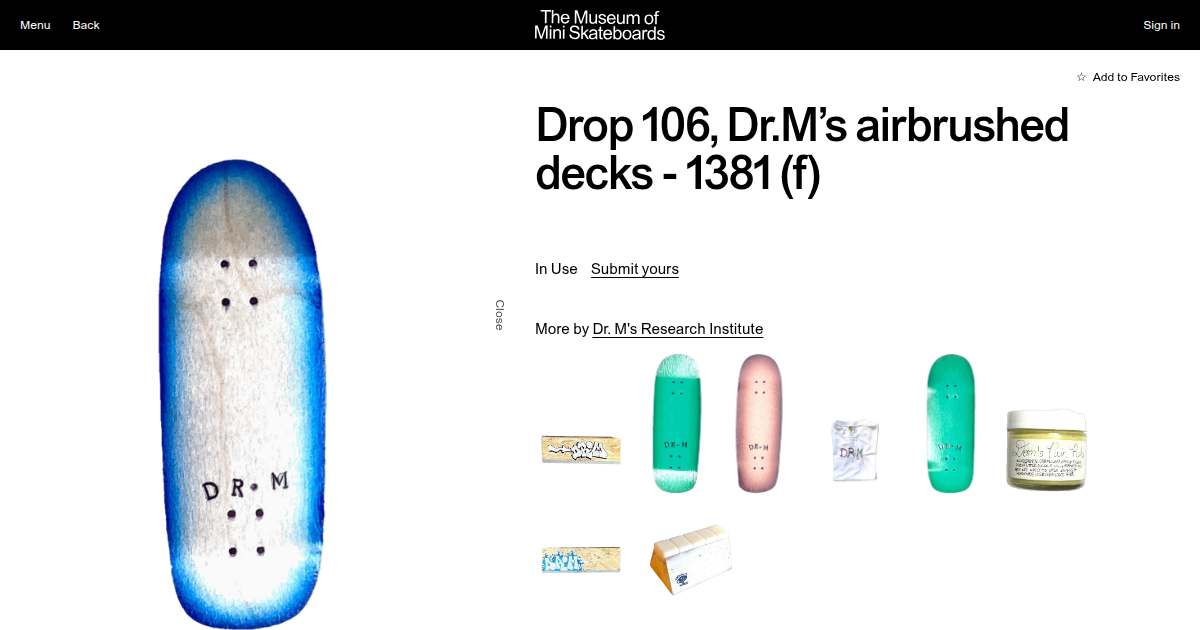 Menu
Back
The Museum of
Mini Skateboards
Sign in
☆ Add to Favorites
Drop 106, Dr.M’s airbrushed
decks - 1381 (f)
In Use
Submit yours
Close
More by Dr. M's Research Institute
DR•M
DR•M
DR•M
DRM
DR•M